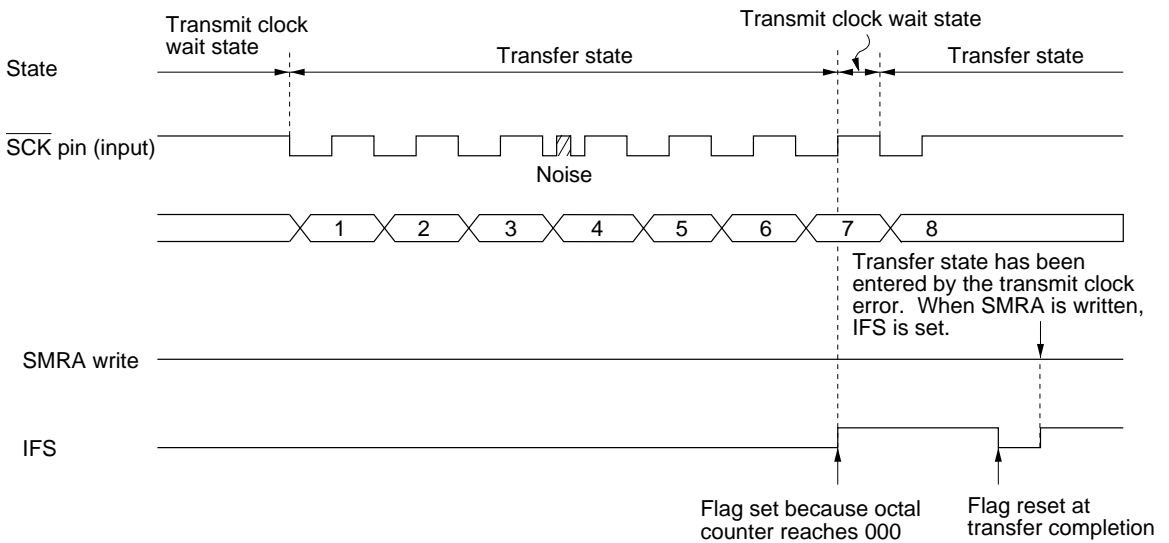 Transmit clock
wait state
Transmit clock wait state
State
Transfer state
Transfer state
SCK pin (input)
Noise
1 2 3 4 5 6 7 8
Transfer state has been
entered by the transmit clock
error. When SMRA is written,
IFS is set.
SMRA write
IFS
Flag set because octal
counter reaches 000
Flag reset at
transfer completion